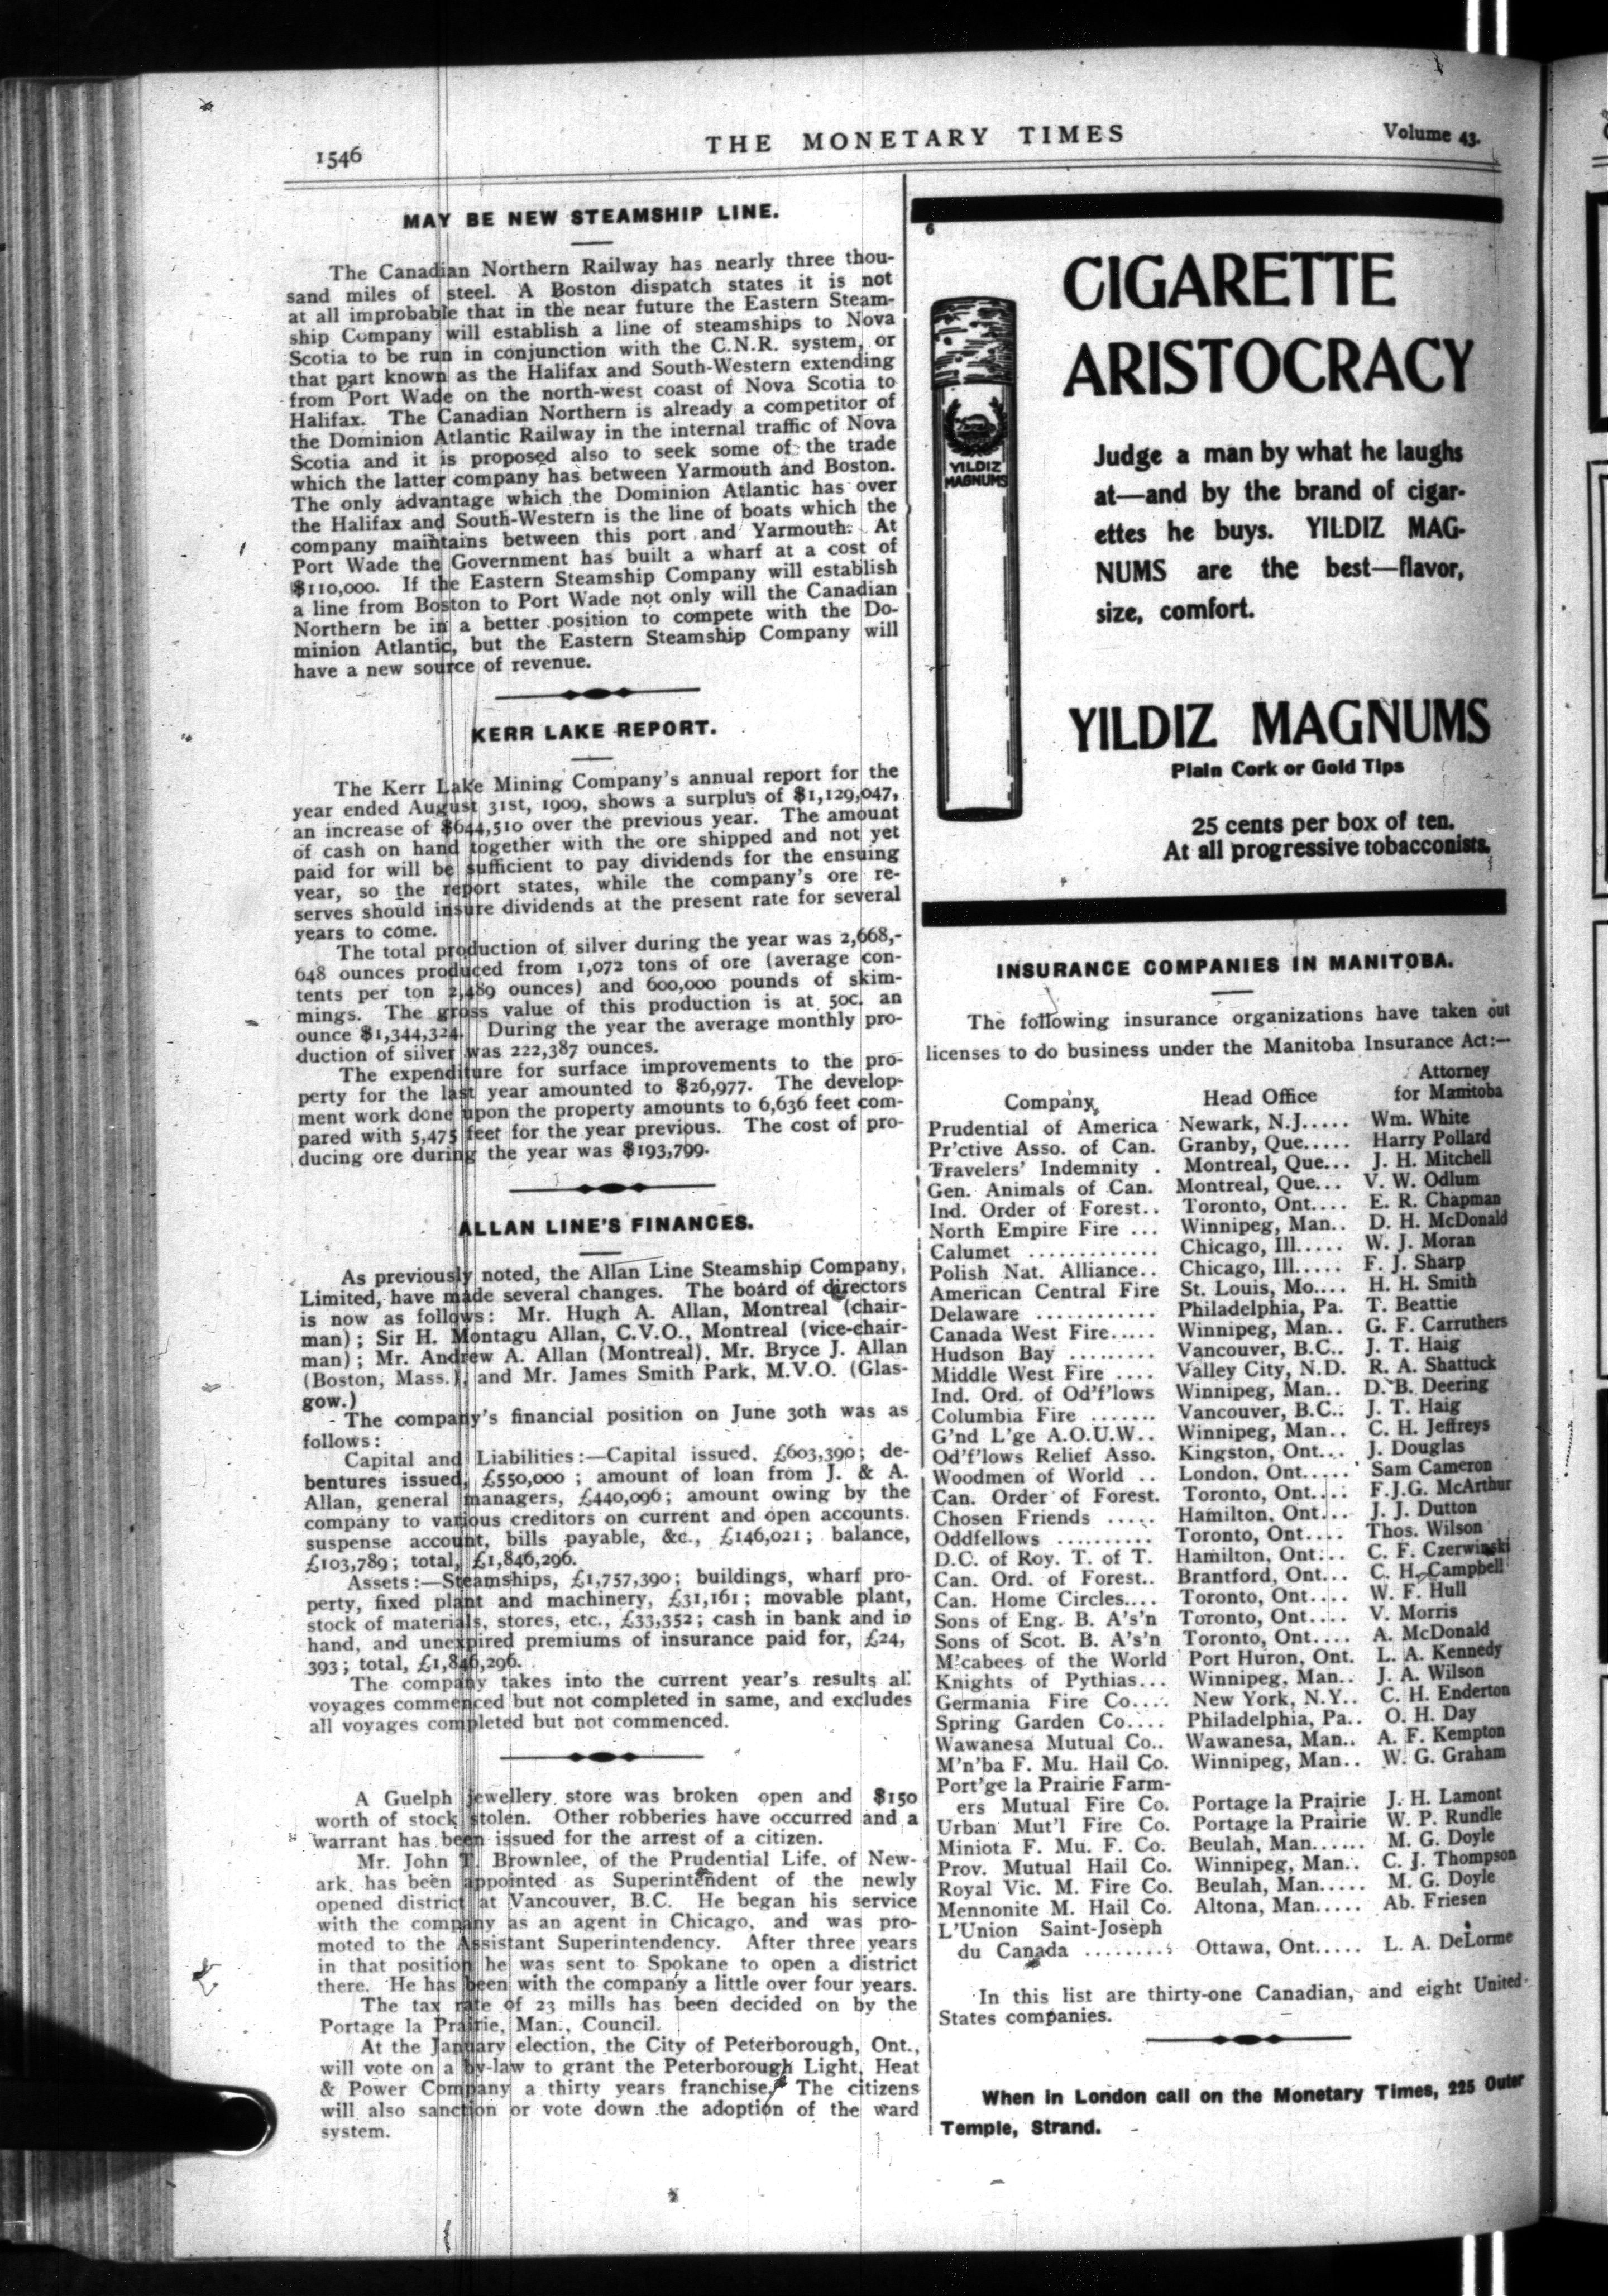 1546
THE MONETARY TIMES
Volume 43.
MAY BE NEW STEAMSHIP LINE.
The Canadian Northern Railway has nearly three thou-
sand miles of steel. A Boston dispatch states it is not
at all improbable that in the near future the Eastern Steam-
ship Company will establish a line of steamships to Nova
Scotia to be run in conjunction with the C.N.R. system, or
that part known as the Halifax and South-Western extending
from Port Wade on the north-west coast of Nova Scotia to
Halifax. The Canadian Northern is already a competitor of
the Dominion Atlantic Railway in the internal traffic of Nova
Scotia and it is proposed also to seek some of the trade
which the latter company has between Yarmouth and Boston.
The only advantage which the Dominion Atlantic has over
the Halifax and South-Western is the line of boats which the
company maintains between this port and Yarmouth. At
Port Wade the Government has built a wharf at a cost of
$110,000. If the Eastern Steamship Company will establish
a line from Boston to Port Wade not only will the Canadian
Northern be in a better position to compete with the Do-
minion Atlantic, but the Eastern Steamship Company will
have a new source of revenue.
KERR LAKE REPORT.
The Kerr Lake Mining Company's annual report for the
year ended August 31st, 1909, shows a surplus of $1,129,047,
an increase of $644,510 over the previous year. The amount
of cash on hand together with the ore shipped and not yet
paid for will be sufficient to pay dividends for the ensuing
year, so the report states, while the company's ore re-
serves should insure dividends at the present rate for several
years to come.
The total production of silver during the year was 2,668,-
648 ounces produced from 1,072 tons of ore (average con-
tents per ton 2,489 ounces) and 600,000 pounds of skim-
mings. The gross value of this production is at 50c. an
ounce $1,344,324. During the year the average monthly pro-
duction of silver was 222,387 ounces.
The expenditure for surface improvements to the pro-
perty for the last year amounted to $26,977. The develop-
ment work done upon the property amounts to 6,636 feet com-
pared with 5,475 feet for the year previous. The cost of pro-
ducing ore during the year was $193,799.
ALLAN LINE'S FINANCES.
As previously noted, the Allan Line Steamship Company,
Limited, have made several changes. The board of directors
is now as follows: Mr. Hugh A. Allan, Montreal (chair-
man); Sir H. Montagu Allan, C.V.O., Montreal (vice-chair-
man); Mr. Andrew A. Allan (Montreal), Mr. Bryce J. Allan
(Boston, Mass.), and Mr. James Smith Park, M.V.O. (Glas-
gow.)
The company's financial position on June 30th was as
follows:
Capital and Liabilities:—Capital issued, £603,390; de-
bentures issued, £550,000; amount of loan from J. & A.
Allan, general managers, £440,096; amount owing by the
company to various creditors on current and open accounts.
suspense account, bills payable, &c., £146,021; balance,
£103,789; total, £1,846,296.
Assets:—Steamships, £1,757,390; buildings, wharf pro-
perty, fixed plant and machinery, £31,161; movable plant,
stock of materials, stores, etc., £33,352; cash in bank and in
hand, and unexpired premiums of insurance paid for, £24,
393; total, £1,846,296.
The company takes into the current year's results al
voyages commenced but not completed in same, and excludes
all voyages completed but not commenced.
A Guelph jewellery store was broken open and $150
worth of stock stolen. Other robberies have occurred and a
warrant has been issued for the arrest of a citizen.
Mr. John T. Brownlee, of the Prudential Life, of New-
ark, has been appointed as Superintendent of the newly
opened district at Vancouver, B.C. He began his service
with the company as an agent in Chicago, and was pro-
moted to the Assistant Superintendency. After three years
in that position he was sent to Spokane to open a district
there. He has been with the company a little over four years.
The tax rate of 23 mills has been decided on by the
Portage la Prairie, Man., Council.
At the January election, the City of Peterborough, Ont.,
will vote on a by-law to grant the Peterborough Light, Heat
& Power Company a thirty years franchise. The citizens
will also sanction or vote down the adoption of the ward
system.
6
YILDIZ
MAGNUMS
CIGARETTE
ARISTOCRACY
Judge a man by what he laughs
at—and by the brand of cigar-
ettes he buys. YILDIZ MAG-
NUMS are the best—flavor,
size, comfort.
YILDIZ MAGNUMS
Plain Cork or Gold Tips
25 cents per box of ten.
At all progressive tobacconists.
INSURANCE COMPANIES IN MANITOBA.
The following insurance organizations have taken out
licenses to do business under the Manitoba Insurance Act:—
Attorney
Company. Head Office for Manitoba
Prudential of America Newark, N.J..... Wm. White
Pr'ctive Asso. of Can. Granby, Que..... Harry Pollard
Travelers' Indemnity . Montreal, Que... J. H. Mitchell
Gen. Animals of Can. Montreal, Que... V. W. Odlum
Ind. Order of Forest.. Toronto, Ont.... E. R. Chapman
North Empire Fire ... Winnipeg, Man.. D. H. McDonald
Calumet ............. Chicago, Ill..... W. J. Moran
Polish Nat. Alliance.. Chicago, Ill..... F. J. Sharp
American Central Fire St. Louis, Mo.... H. H. Smith
Delaware ............ Philadelphia, Pa. T. Beattie
Canada West Fire..... Winnipeg, Man.. G. F. Carruthers
Hudson Bay ......... Vancouver, B.C.. J. T. Haig
Middle West Fire .... Valley City, N.D. R. A. Shattuck
Ind. Ord. of Od'f'lows Winnipeg, Man.. D. B. Deering
Columbia Fire ....... Vancouver, B.C.. J. T. Haig
G'nd L'ge A.O.U.W.. Winnipeg, Man.. C. H. Jeffreys
Od'f'lows Relief Asso. Kingston, Ont... J. Douglas
Woodmen of World .. London, Ont..... Sam Cameron
Can. Order of Forest. Toronto, Ont.... F.J.G. McArthur
Chosen Friends ..... Hamilton, Ont... J. J. Dutton
Oddfellows .......... Toronto, Ont.... Thos. Wilson
D.C. of Roy. T. of T. Hamilton, Ont... C. F. Czerwinski
Can. Ord. of Forest.. Brantford, Ont... C. H. Campbell
Can. Home Circles.... Toronto, Ont.... W. F. Hull
Sons of Eng. B. A's'n Toronto, Ont.... V. Morris
Sons of Scot. B. A's'n Toronto, Ont.... A. McDonald
M'cabees of the World Port Huron, Ont. L. A. Kennedy
Knights of Pythias... Winnipeg, Man.. J. A. Wilson
Germania Fire Co.... New York, N.Y.. C. H. Enderton
Spring Garden Co.... Philadelphia, Pa.. O. H. Day
Wawanesa Mutual Co.. Wawanesa, Man.. A. F. Kempton
M'n'ba F. Mu. Hail Co. Winnipeg, Man.. W. G. Graham
Port'ge la Prairie Farm-
ers Mutual Fire Co. Portage la Prairie J. H. Lamont
Urban Mut'l Fire Co. Portage la Prairie W. P. Rundle
Miniota F. Mu. F. Co. Beulah, Man...... M. G. Doyle
Prov. Mutual Hail Co. Winnipeg, Man.. C. J. Thompson
Royal Vic. M. Fire Co. Beulah, Man..... M. G. Doyle
Mennonite M. Hail Co. Altona, Man..... Ab. Friesen
L'Union Saint-Joseph
du Canada ......... Ottawa, Ont..... L. A. DeLorme
In this list are thirty-one Canadian, and eight United
States companies.
When in London call on the Monetary Times, 225 Outer
Temple, Strand.